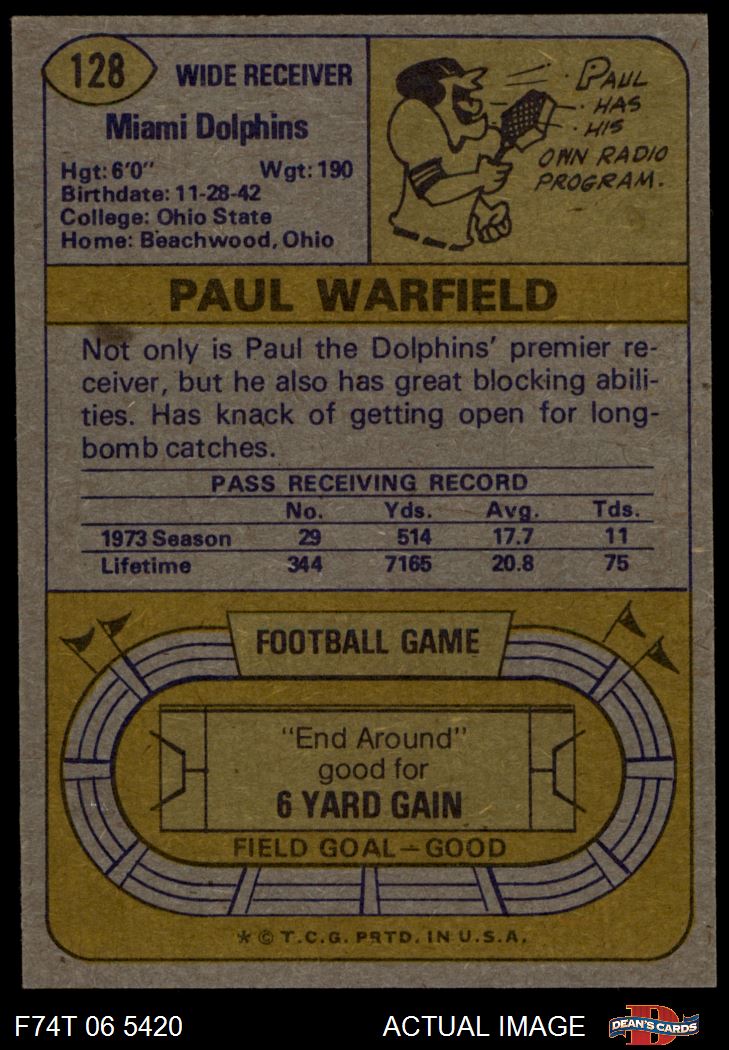 128
WIDE RECEIVER
Miami Dolphins
Hgt: 6'0" Wgt: 190
Birthdate: 11-28-42
College: Ohio State
Home: Beachwood, Ohio
PAUL
HAS
HIS
OWN RADIO
PROGRAM.
PAUL WARFIELD
Not only is Paul the Dolphins' premier re-
ceiver, but he also has great blocking abili-
ties. Has knack of getting open for long-
bomb catches.
PASS RECEIVING RECORD
No. Yds. Avg. Tds.
1973 Season 29 514 17.7 11
Lifetime 344 7165 20.8 75
FOOTBALL GAME
"End Around"
good for
6 YARD GAIN
FIELD GOAL—GOOD
* © T.C.G. PRTD. IN U.S.A.
F74T 06 5420 ACTUAL IMAGE
D
DEAN'S CARDS